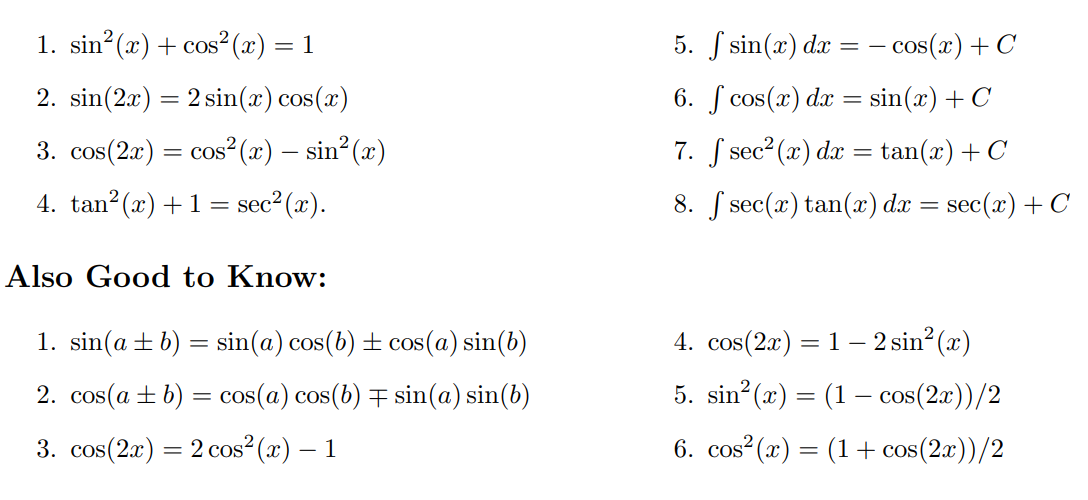 1. sin²(x) + cos²(x) = 1
2. sin(2x) = 2 sin(x) cos(x)
3. cos(2x) = cos²(x) − sin²(x)
4. tan²(x) + 1 = sec²(x).
5. ∫ sin(x) dx = − cos(x) + C
6. ∫ cos(x) dx = sin(x) + C
7. ∫ sec²(x) dx = tan(x) + C
8. ∫ sec(x) tan(x) dx = sec(x) + C
Also Good to Know:
1. sin(a ± b) = sin(a) cos(b) ± cos(a) sin(b)
2. cos(a ± b) = cos(a) cos(b) ∓ sin(a) sin(b)
3. cos(2x) = 2 cos²(x) − 1
4. cos(2x) = 1 − 2 sin²(x)
5. sin²(x) = (1 − cos(2x))/2
6. cos²(x) = (1 + cos(2x))/2